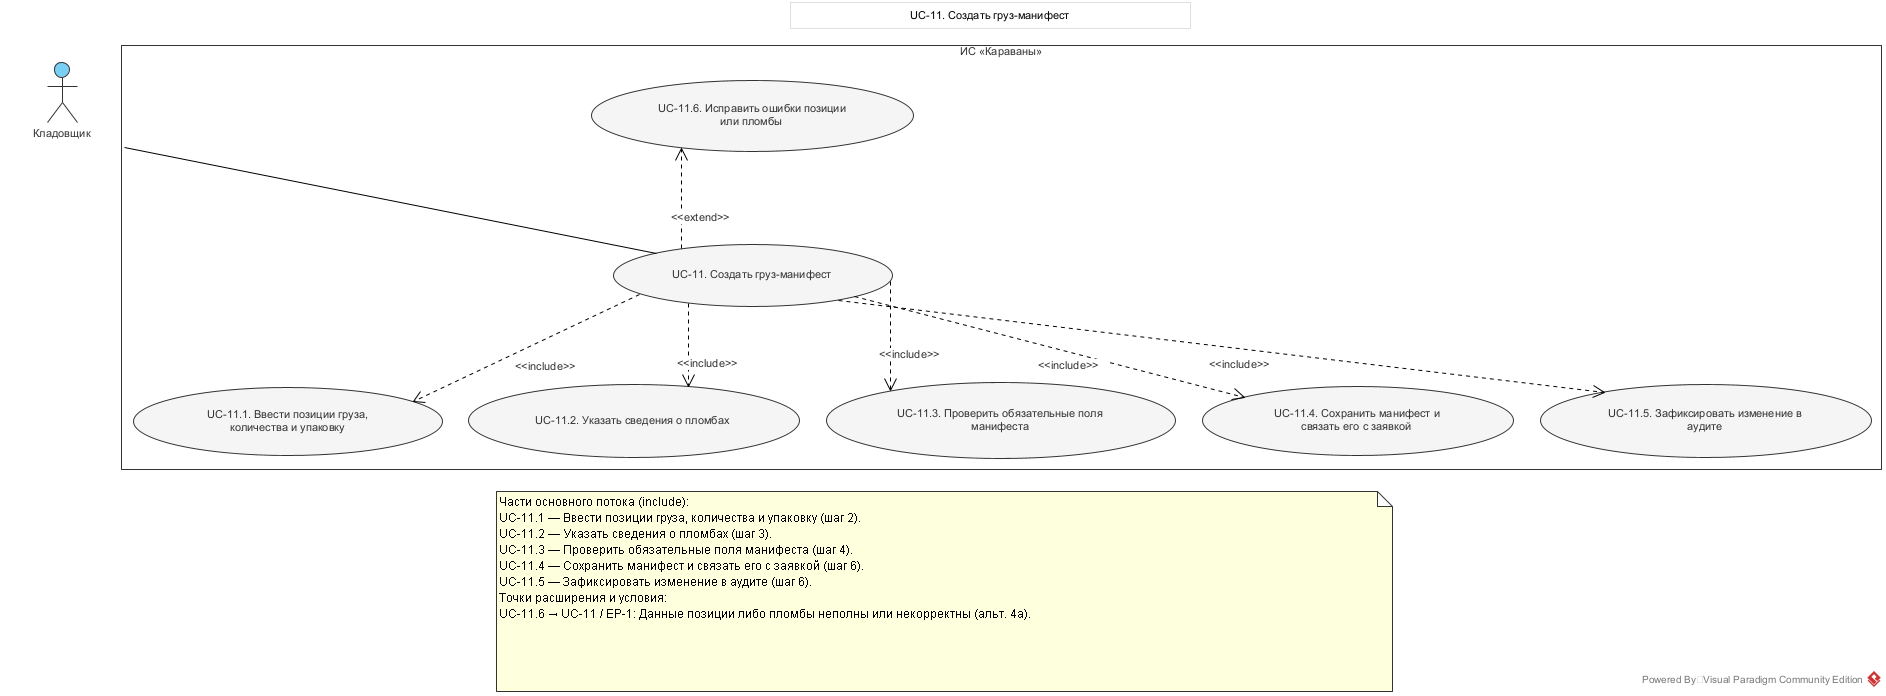 UC-11. Создать груз-манифест
ИС «Караваны»
Кладовщик
UC-11.6. Исправить ошибки позиции
или пломбы
<<extend>>
UC-11. Создать груз-манифест
<<include>>
<<include>>
<<include>>
<<include>>
<<include>>
UC-11.1. Ввести позиции груза,
количества и упаковку
UC-11.2. Указать сведения о пломбах
UC-11.3. Проверить обязательные поля
манифеста
UC-11.4. Сохранить манифест и
связать его с заявкой
UC-11.5. Зафиксировать изменение в
аудите
Части основного потока (include):
UC-11.1 — Ввести позиции груза, количества и упаковку (шаг 2).
UC-11.2 — Указать сведения о пломбах (шаг 3).
UC-11.3 — Проверить обязательные поля манифеста (шаг 4).
UC-11.4 — Сохранить манифест и связать его с заявкой (шаг 6).
UC-11.5 — Зафиксировать изменение в аудите (шаг 6).
Точки расширения и условия:
UC-11.6 → UC-11 / EP-1: Данные позиции либо пломбы неполны или некорректны (альт. 4а).
Powered By Visual Paradigm Community Edition